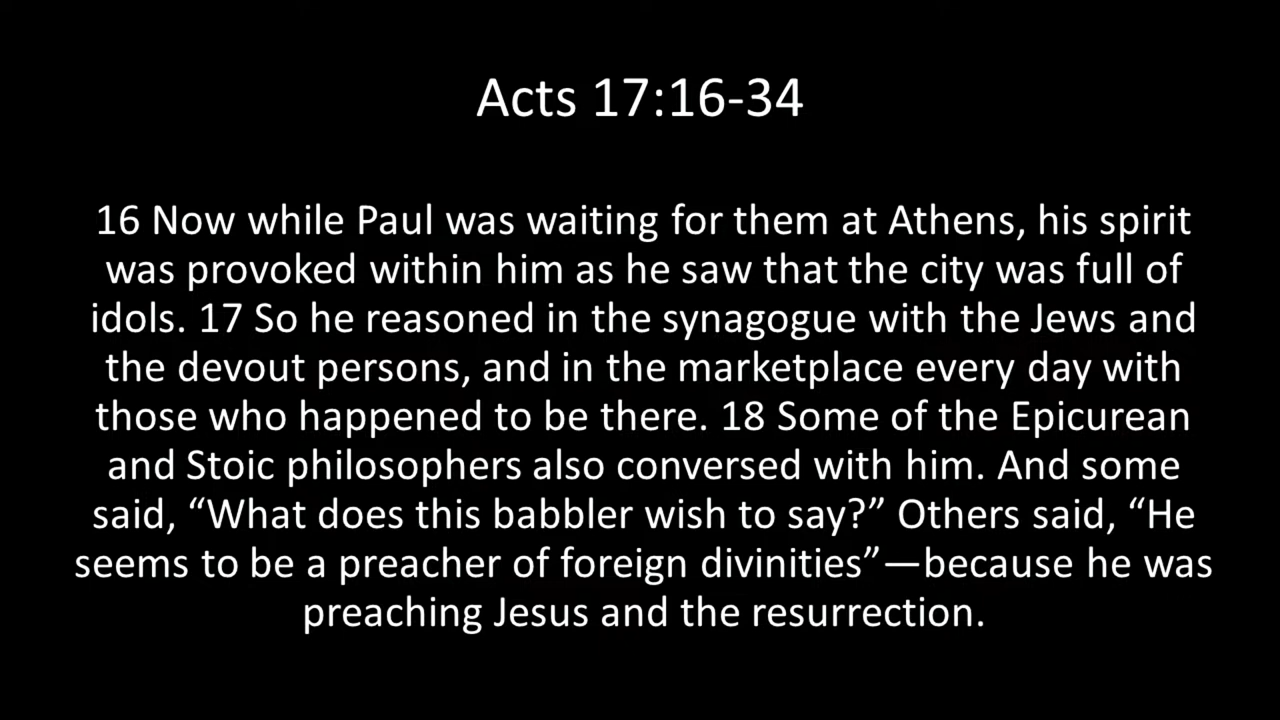 Acts 17:16-34
16 Now while Paul was waiting for them at Athens, his spirit
was provoked within him as he saw that the city was full of
idols. 17 So he reasoned in the synagogue with the Jews and
the devout persons, and in the marketplace every day with
those who happened to be there. 18 Some of the Epicurean
and Stoic philosophers also conversed with him. And some
said, “What does this babbler wish to say?” Others said, “He
seems to be a preacher of foreign divinities”—because he was
preaching Jesus and the resurrection.